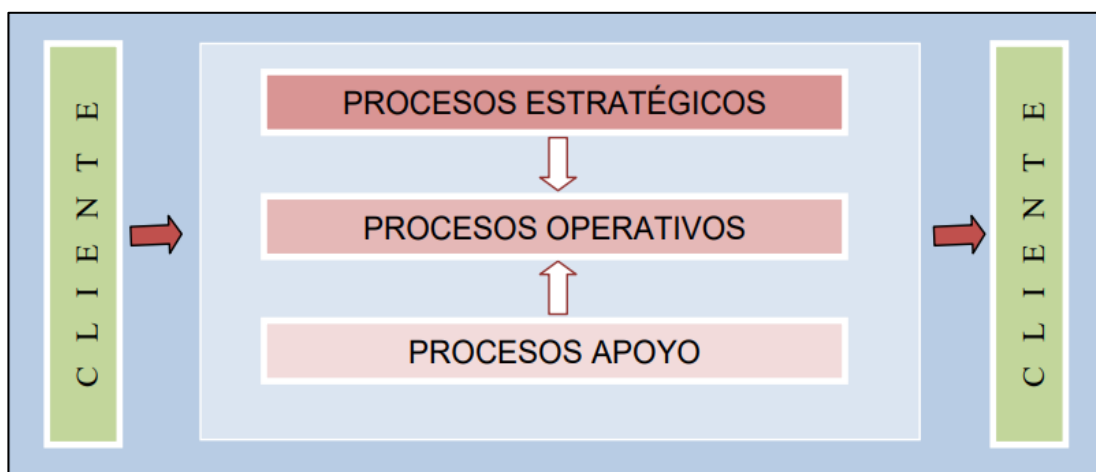 CLIENTE
PROCESOS ESTRATÉGICOS
PROCESOS OPERATIVOS
PROCESOS APOYO
CLIENTE